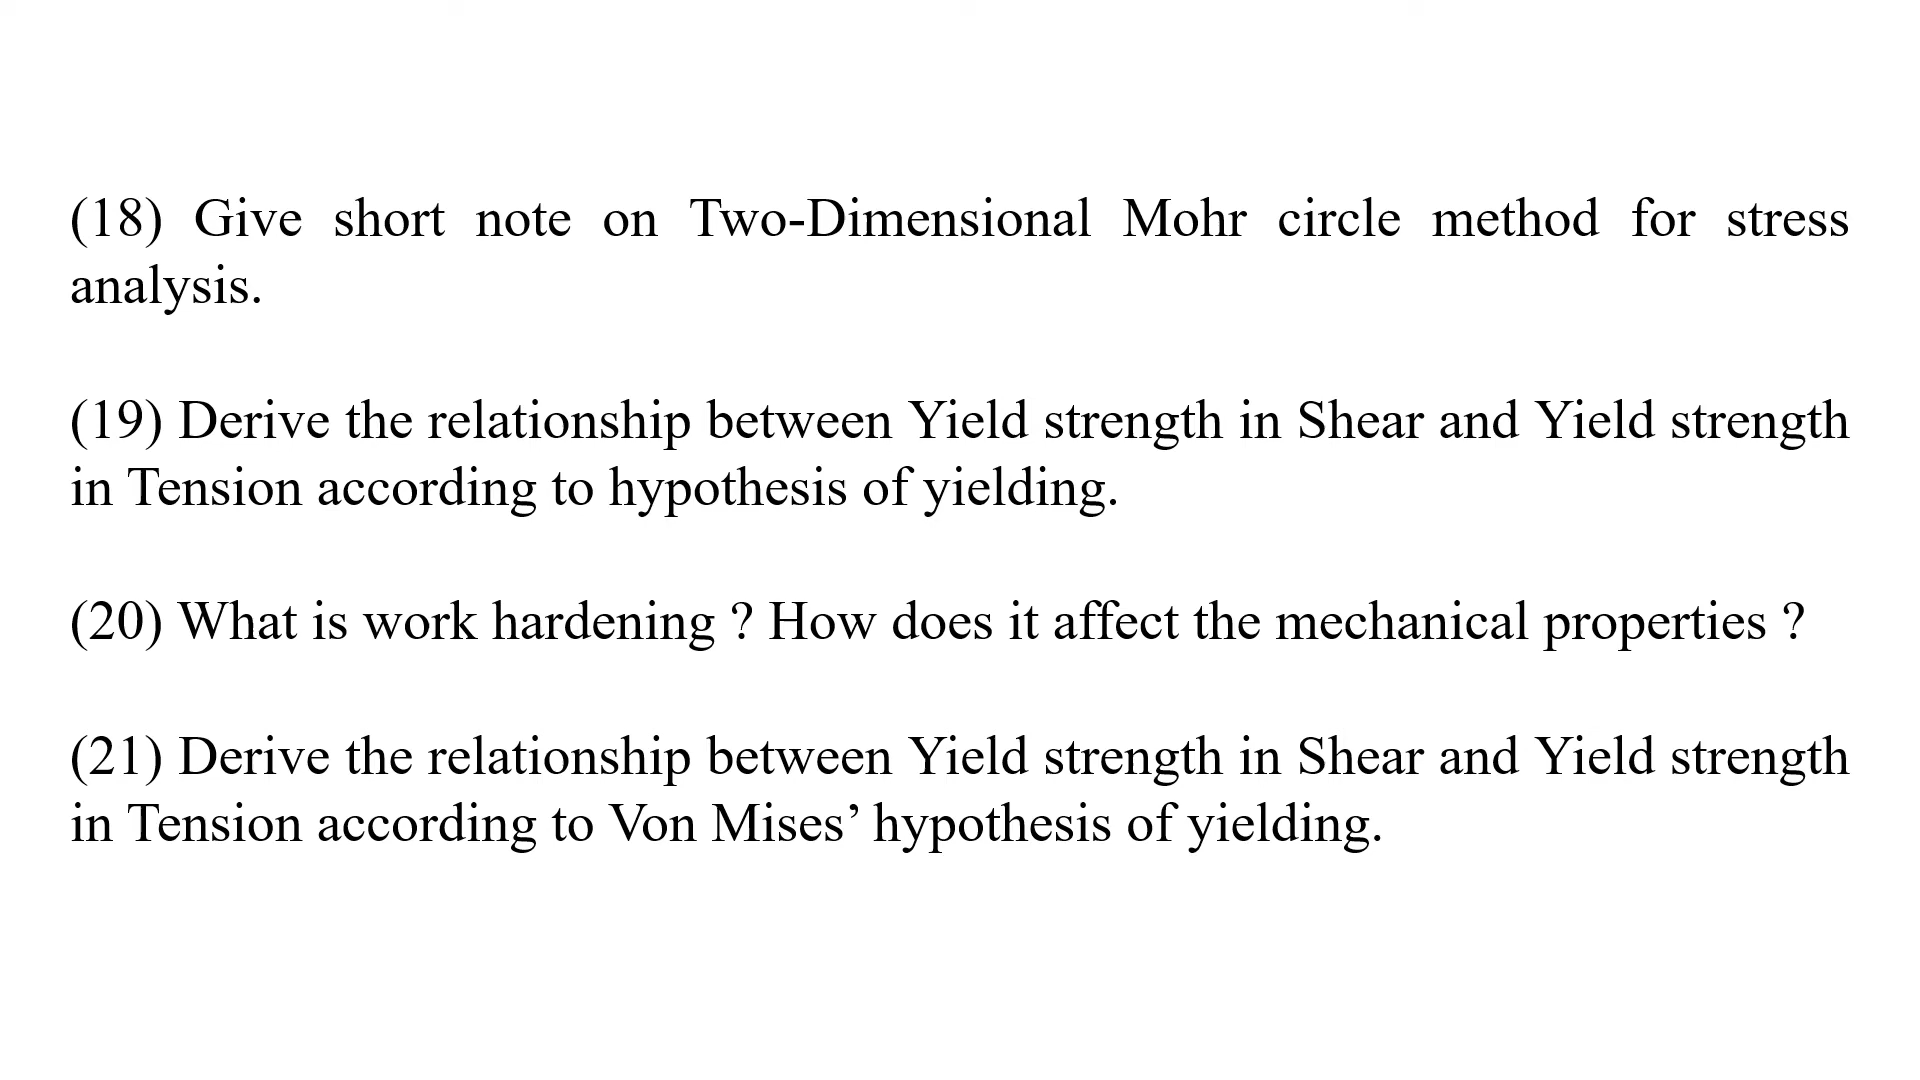 (18) Give short note on Two-Dimensional Mohr circle method for stress
analysis.
(19) Derive the relationship between Yield strength in Shear and Yield strength
in Tension according to hypothesis of yielding.
(20) What is work hardening ? How does it affect the mechanical properties ?
(21) Derive the relationship between Yield strength in Shear and Yield strength
in Tension according to Von Mises’ hypothesis of yielding.